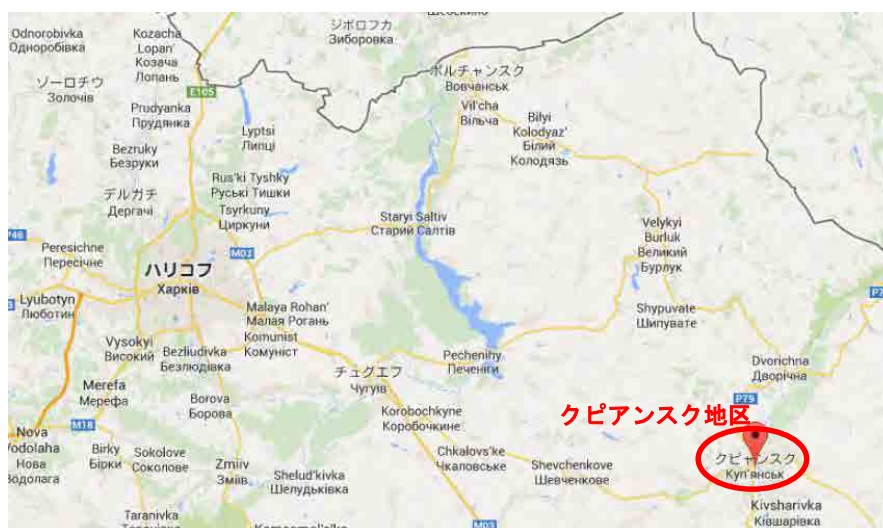 Odnorobivka
Одноробівка
Kozacha
Lopan'
Козача
Лопань
ジボロフカ
Зиборовка
ボルチャンスク
Вовчанськ
ゾーロチウ
Золочів
E105
Prudyanka
Прудянка
Vil'cha
Вільча
Bilyi
Kolodyaz'
Білий
Колодязь
Lyptsi
Липці
Bezruky
Безруки
Rus'ki Tyshky
Руські Тишки
デルガチ
Дергачі
Tsyrkuny
Циркуни
Staryi Saltiv
Старий Салтів
Velykyi
Burluk
Великий
Бурлук
Peresichne
Пересічне
M03
ハリコフ
Харків
Lyubotyn
Люботин
Malaya Rohan'
Малая Рогань
Shypuvate
Шипувате
Vysokyi
Високий
Bezliudivka
Безлюдівка
Komunist
Комуніст
Pechenihy
Печеніги
チュグエフ
Чугуїв
Dvorichna
Дворічна
Merefa
Мерефа
Borova
Борова
P79
Korobochkyne
Коробочкине
クピアンスク地区
M18
Nova
Vodolaha
Нова
Водолага
Birky
Бірки
Sokolove
Соколове
Zmiiv
Зміїв
Shelud'kivka
Шелудьківка
Chkalovs'ke
Чкаловське
Shevchenkove
Шевченкове
クピャンスク
Куп'янськ
Kivsharivka
Ківшарівка
Taranivka
M03